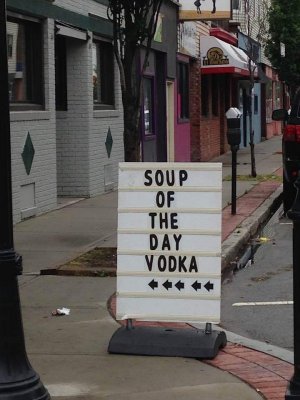 SOUP
OF
THE
DAY
VODKA
←←←←